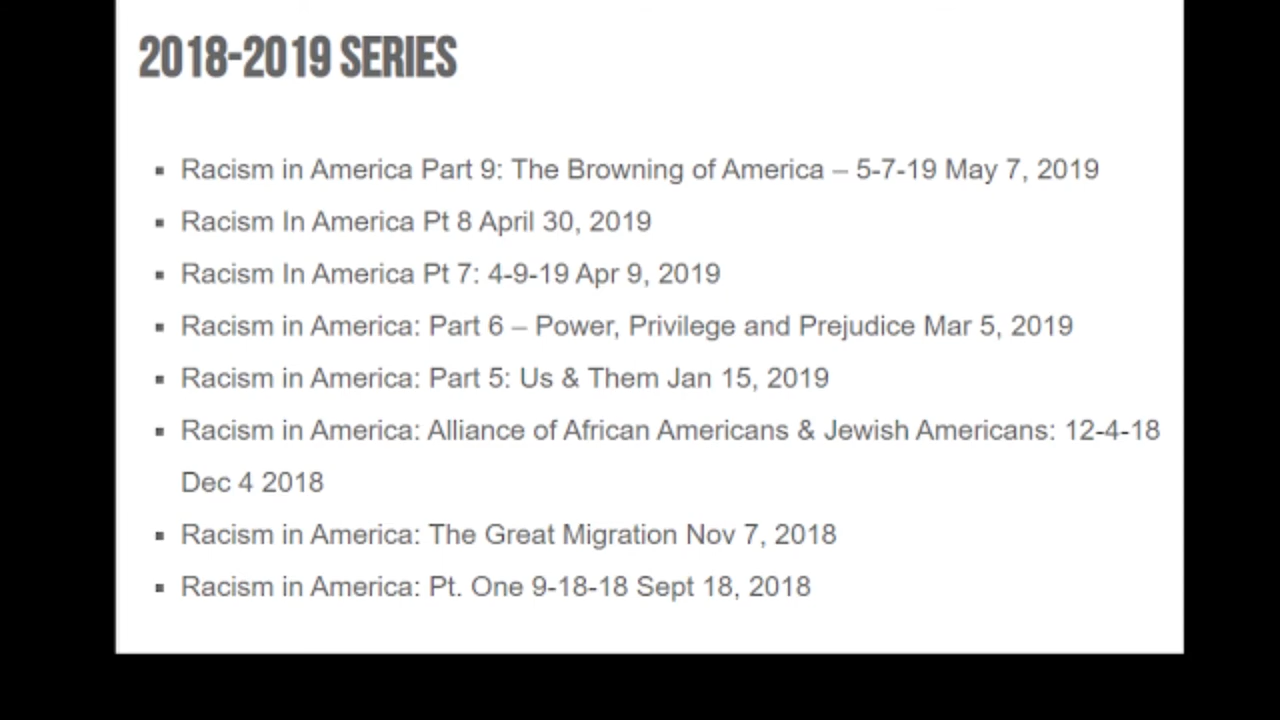 2018-2019 SERIES
Racism in America Part 9: The Browning of America – 5-7-19 May 7, 2019
Racism In America Pt 8 April 30, 2019
Racism In America Pt 7: 4-9-19 Apr 9, 2019
Racism in America: Part 6 – Power, Privilege and Prejudice Mar 5, 2019
Racism in America: Part 5: Us & Them Jan 15, 2019
Racism in America: Alliance of African Americans & Jewish Americans: 12-4-18
Dec 4 2018
Racism in America: The Great Migration Nov 7, 2018
Racism in America: Pt. One 9-18-18 Sept 18, 2018